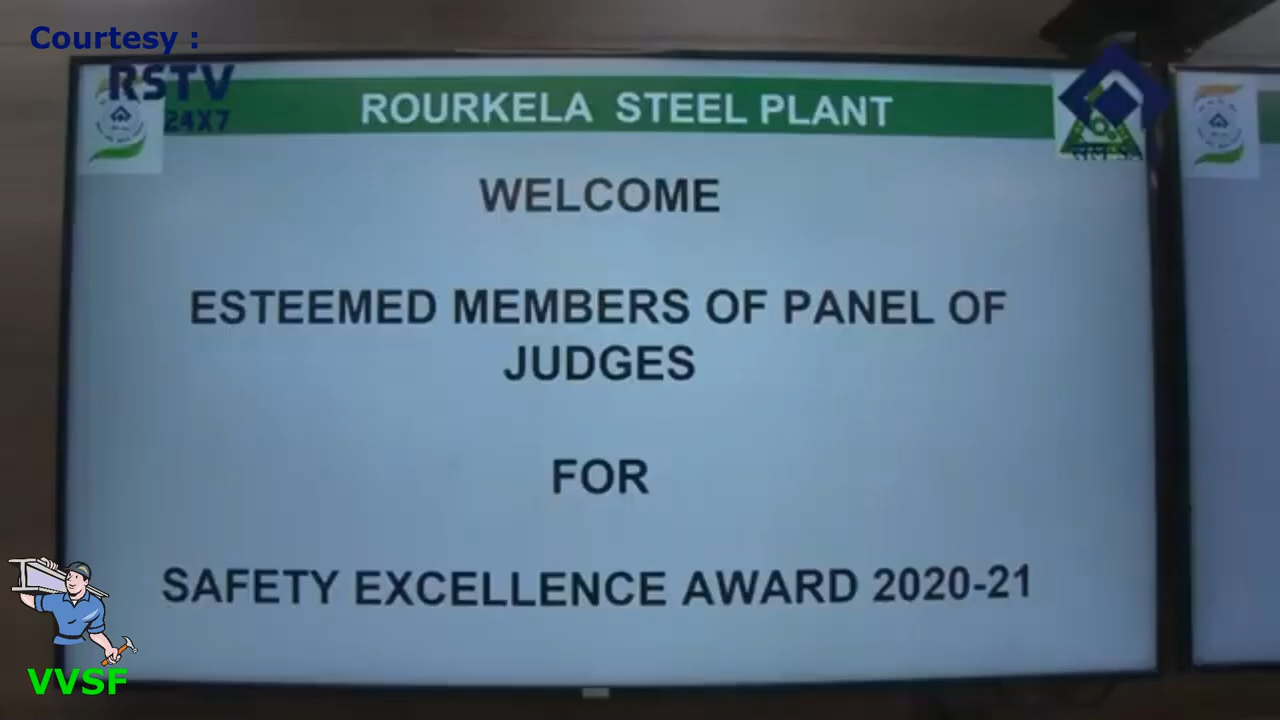 Courtesy :
RSTV
24X7
ROURKELA STEEL PLANT
WELCOME
ESTEEMED MEMBERS OF PANEL OF
JUDGES
FOR
SAFETY EXCELLENCE AWARD 2020-21
VVSF